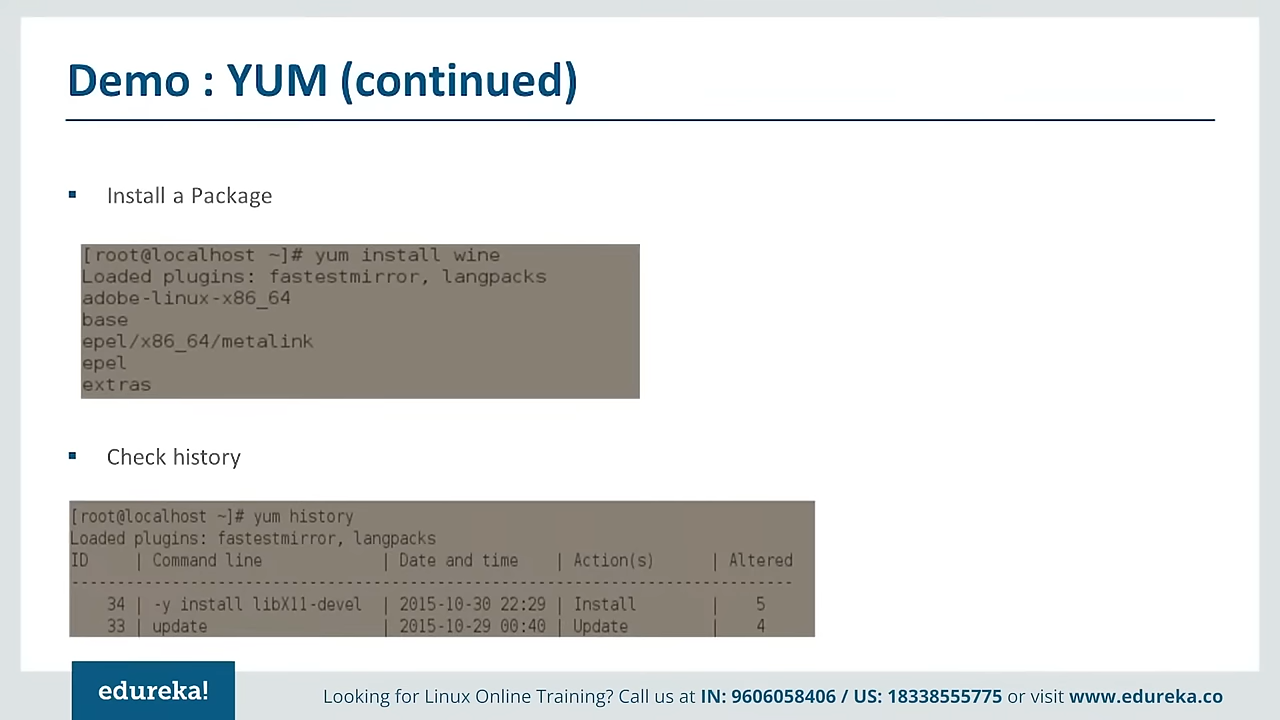 Demo : YUM (continued)
▪ Install a Package
[root@localhost ~]# yum install wine
Loaded plugins: fastestmirror, langpacks
adobe-linux-x86_64
base
epel/x86_64/metalink
epel
extras
▪ Check history
[root@localhost ~]# yum history
Loaded plugins: fastestmirror, langpacks
ID | Command line | Date and time | Action(s) | Altered
-------------------------------------------------------------------------------
34 | -y install libX11-devel | 2015-10-30 22:29 | Install | 5
33 | update | 2015-10-29 00:40 | Update | 4
edureka!
Looking for Linux Online Training? Call us at IN: 9606058406 / US: 18338555775 or visit www.edureka.co